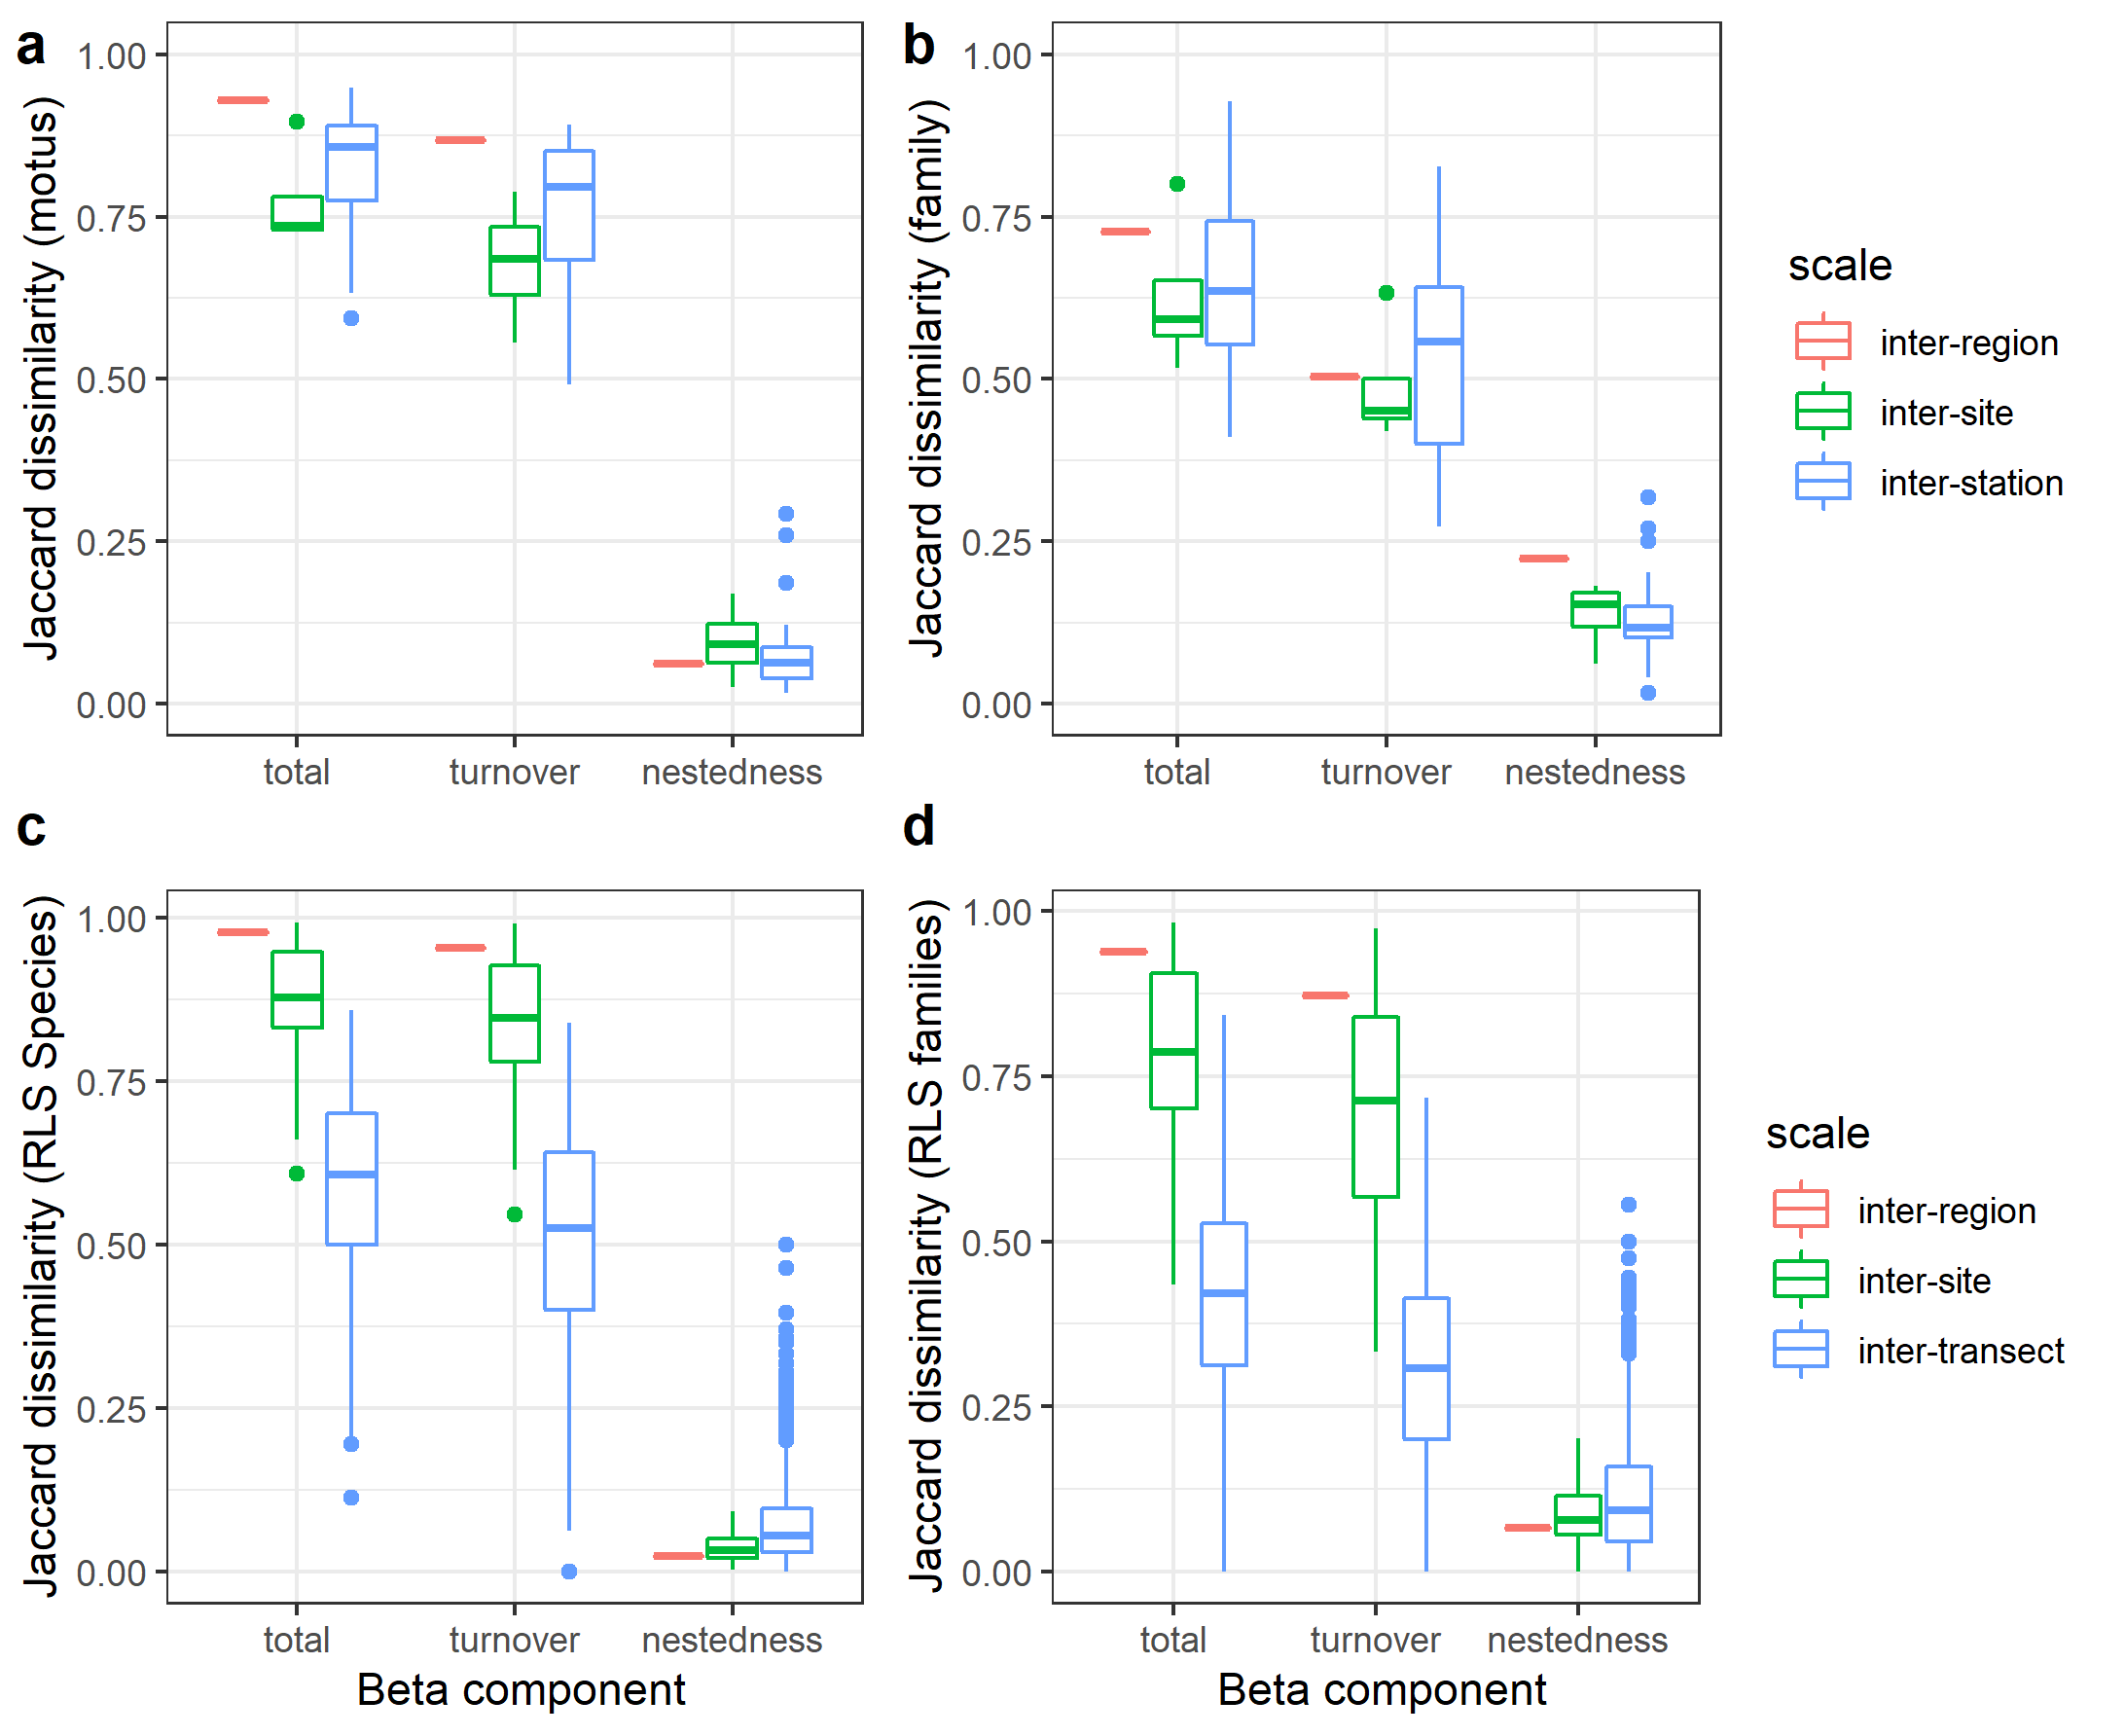 a
Jaccard dissimilarity (motus)
1.00
0.75
0.50
0.25
0.00
total turnover nestedness
b
Jaccard dissimilarity (family)
1.00
0.75
0.50
0.25
0.00
total turnover nestedness
scale
inter-region
inter-site
inter-station
c
Jaccard dissimilarity (RLS Species)
1.00
0.75
0.50
0.25
0.00
total turnover nestedness
Beta component
d
Jaccard dissimilarity (RLS families)
1.00
0.75
0.50
0.25
0.00
total turnover nestedness
Beta component
scale
inter-region
inter-site
inter-transect